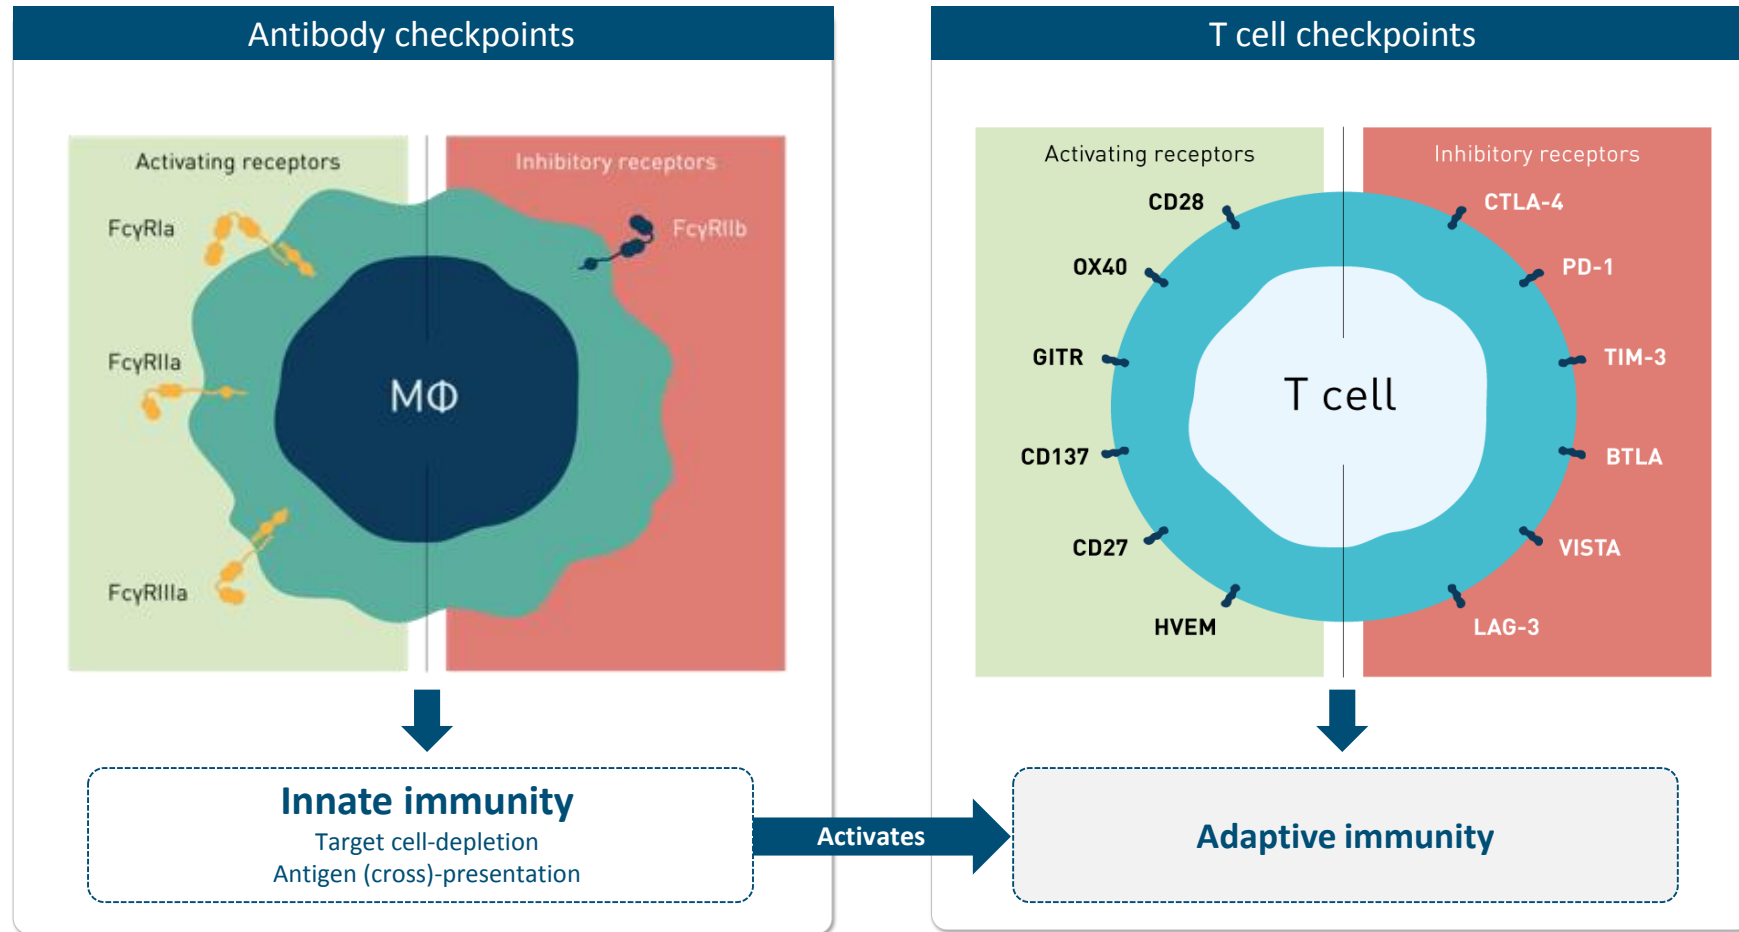 Antibody checkpoints
Activating receptors
Inhibitory receptors
FcγRIa
FcγRIIb
FcγRIIa
MΦ
FcγRIIIa
Innate immunity
Target cell-depletion
Antigen (cross)-presentation
Activates
T cell checkpoints
Activating receptors
Inhibitory receptors
CD28
CTLA-4
OX40
PD-1
GITR
TIM-3
T cell
CD137
BTLA
CD27
VISTA
HVEM
LAG-3
Adaptive immunity